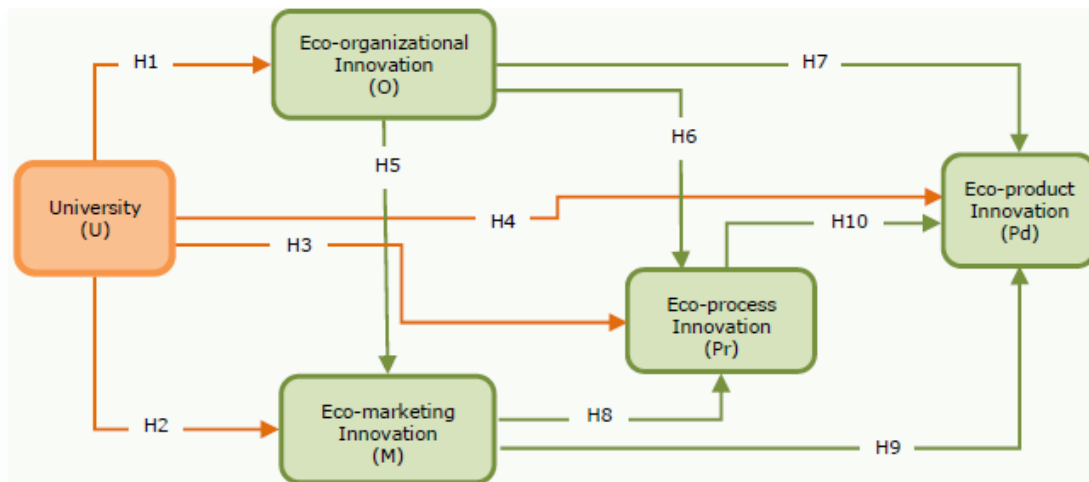 Eco-organizational
Innovation
(O)
H1
H7
H6
H5
University
(U)
Eco-product
Innovation
(Pd)
H4
H10
H3
Eco-process
Innovation
(Pr)
Eco-marketing
Innovation
(M)
H2
H8
H9